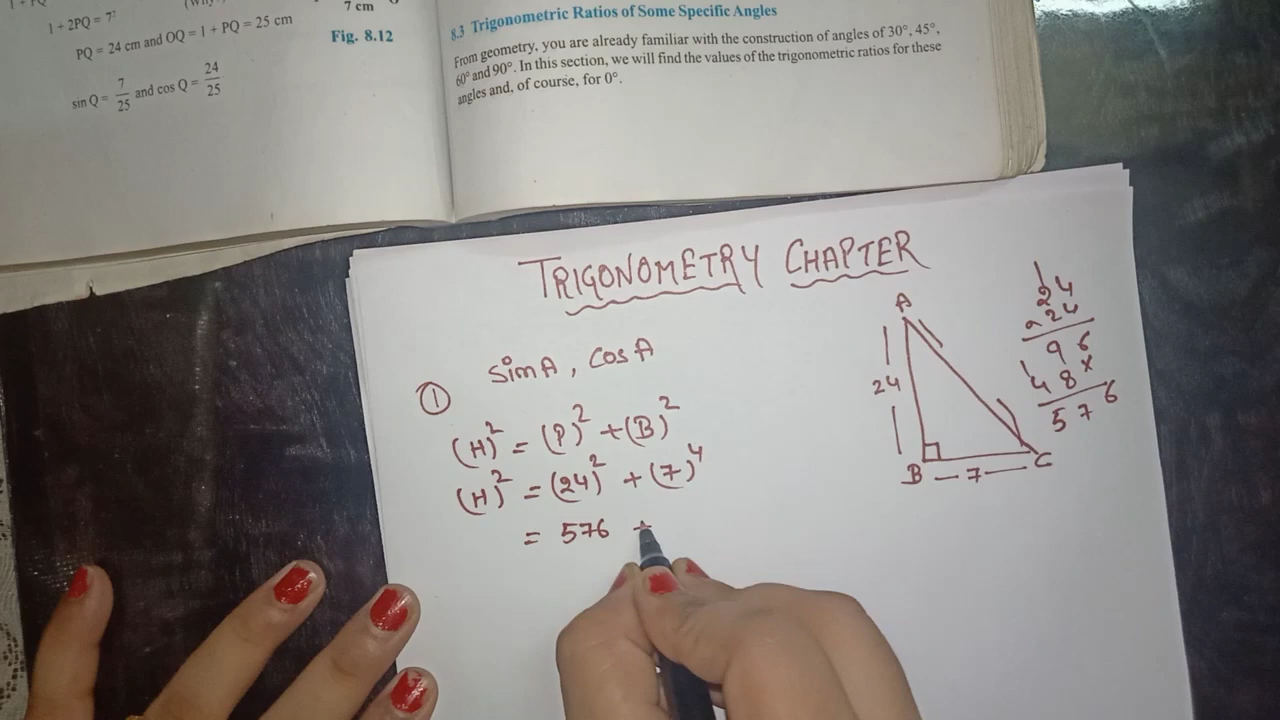 1 + 2PQ = 7²
PQ = 24 cm and OQ = 1 + PQ = 25 cm
sin Q = 7/25 and cos Q = 24/25
7 cm
Fig. 8.12
8.3 Trigonometric Ratios of Some Specific Angles
From geometry, you are already familiar with the construction of angles of 30°, 45°,
60° and 90°. In this section, we will find the values of the trigonometric ratios for these
angles and, of course, for 0°.
TRIGONOMETRY CHAPTER
① sinA, cosA
(H)² = (P)² + (B)²
(H)² = (24)² + (7)⁴
= 576 +
A
24
B — 7 — C
1
24
× 24
96
1
48×
576